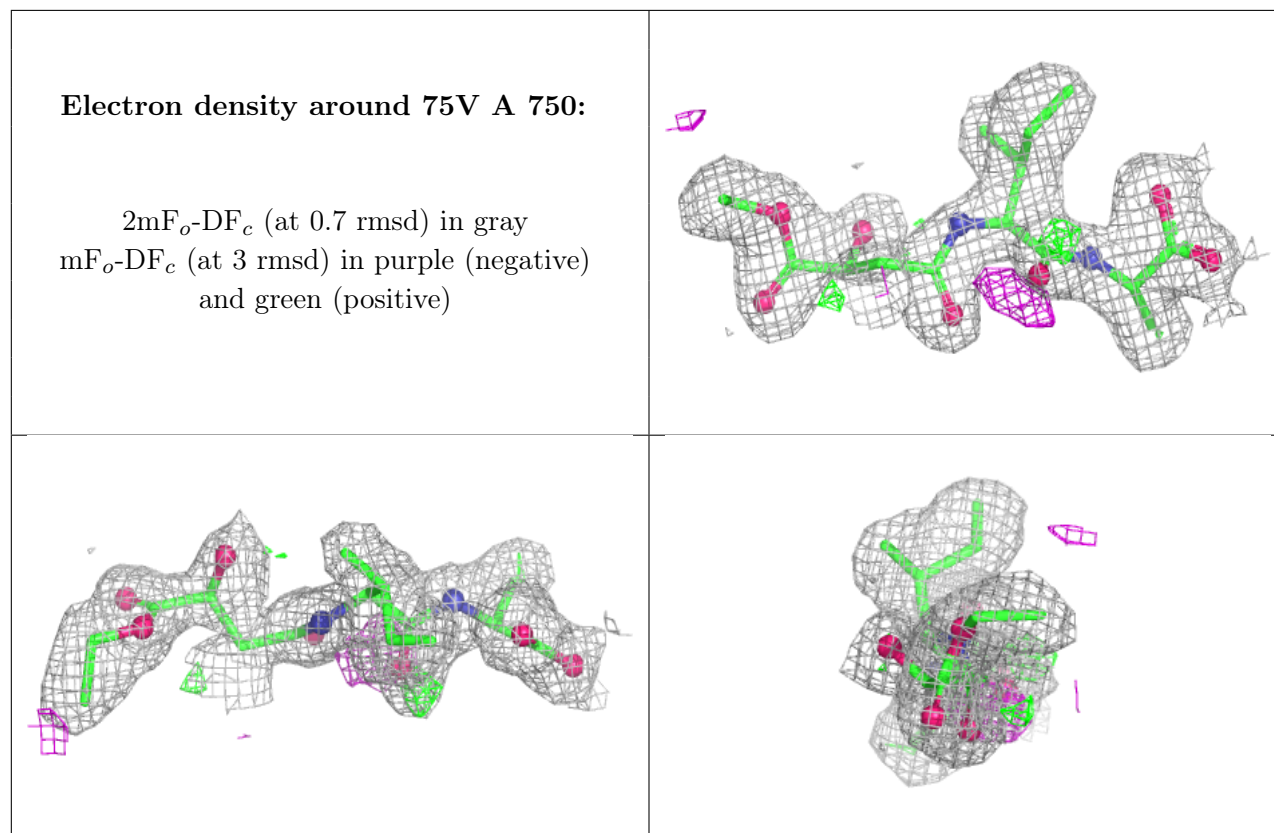 Electron density around 75V A 750:
2mFo-DFc (at 0.7 rmsd) in gray
mFo-DFc (at 3 rmsd) in purple (negative)
and green (positive)